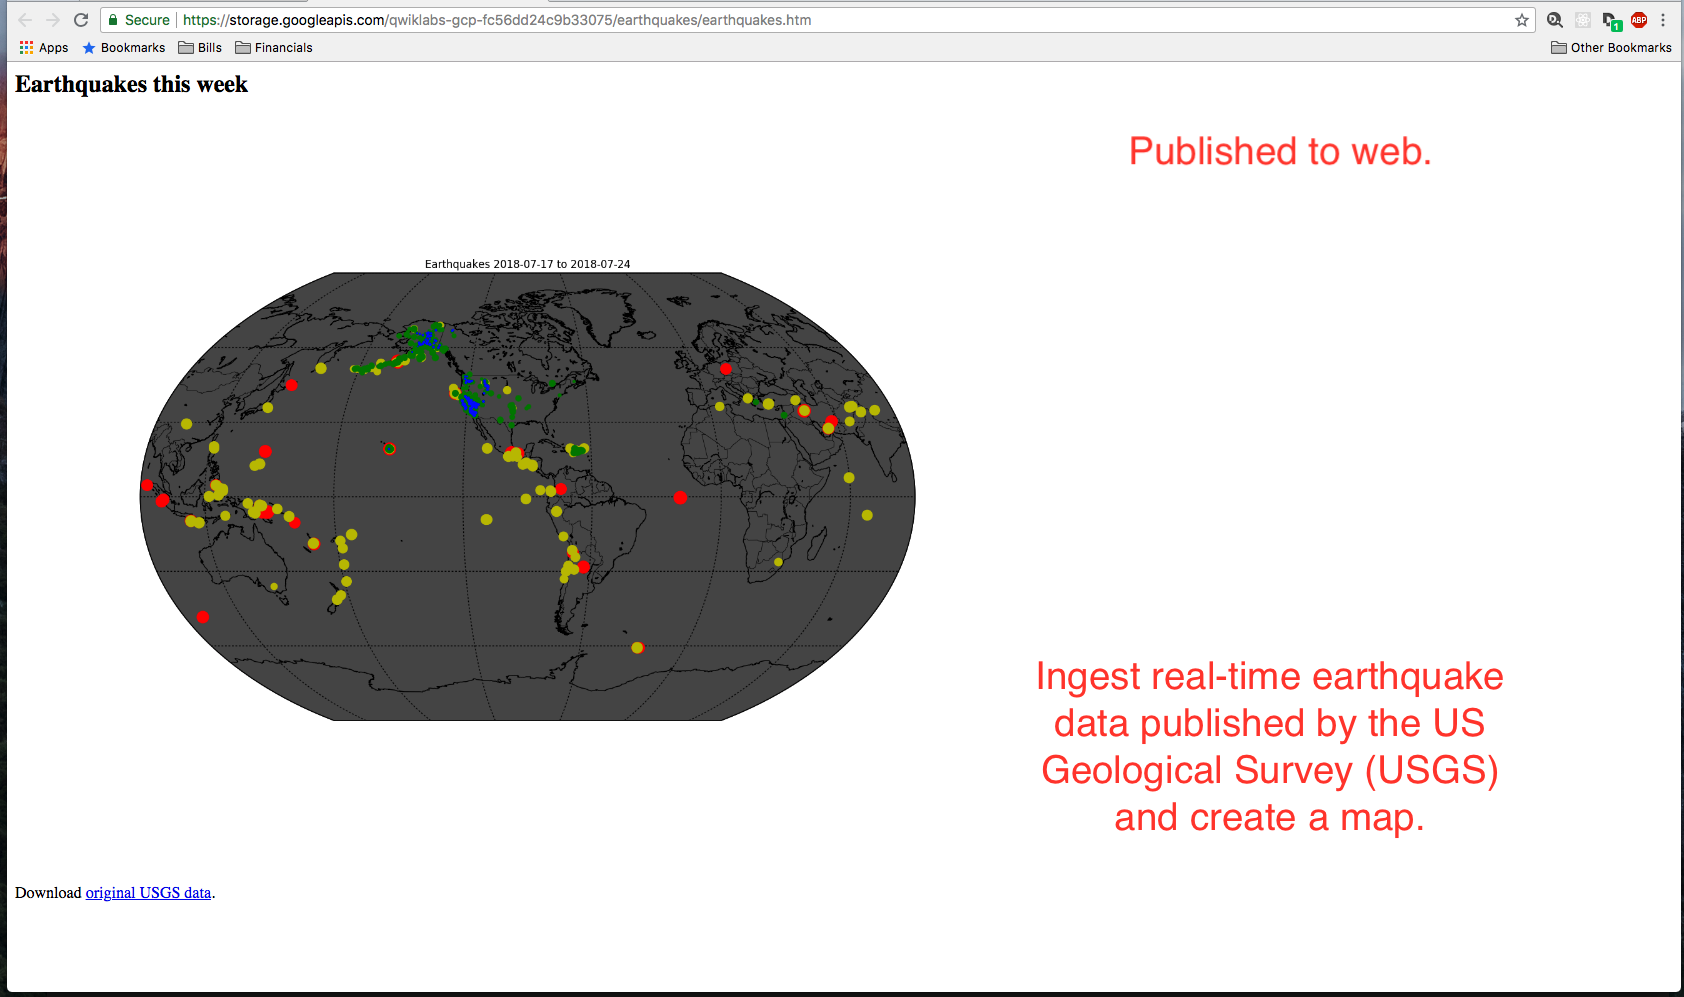 Secure
https://storage.googleapis.com/qwiklabs-gcp-fc56dd24c9b33075/earthquakes/earthquakes.htm
ABP
1
Apps
Bookmarks
Bills
Financials
Other Bookmarks
Earthquakes this week
Published to web.
Earthquakes 2018-07-17 to 2018-07-24
Ingest real-time earthquake
data published by the US
Geological Survey (USGS)
and create a map.
Download original USGS data.